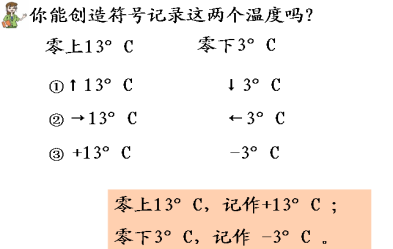 你能创造符号记录这两个温度吗?
零上13° C 零下3° C
①↑13° C ↓3° C
②→13° C ←3° C
③ +13° C -3° C
零上13° C, 记作+13° C ;
零下3° C, 记作 -3° C 。